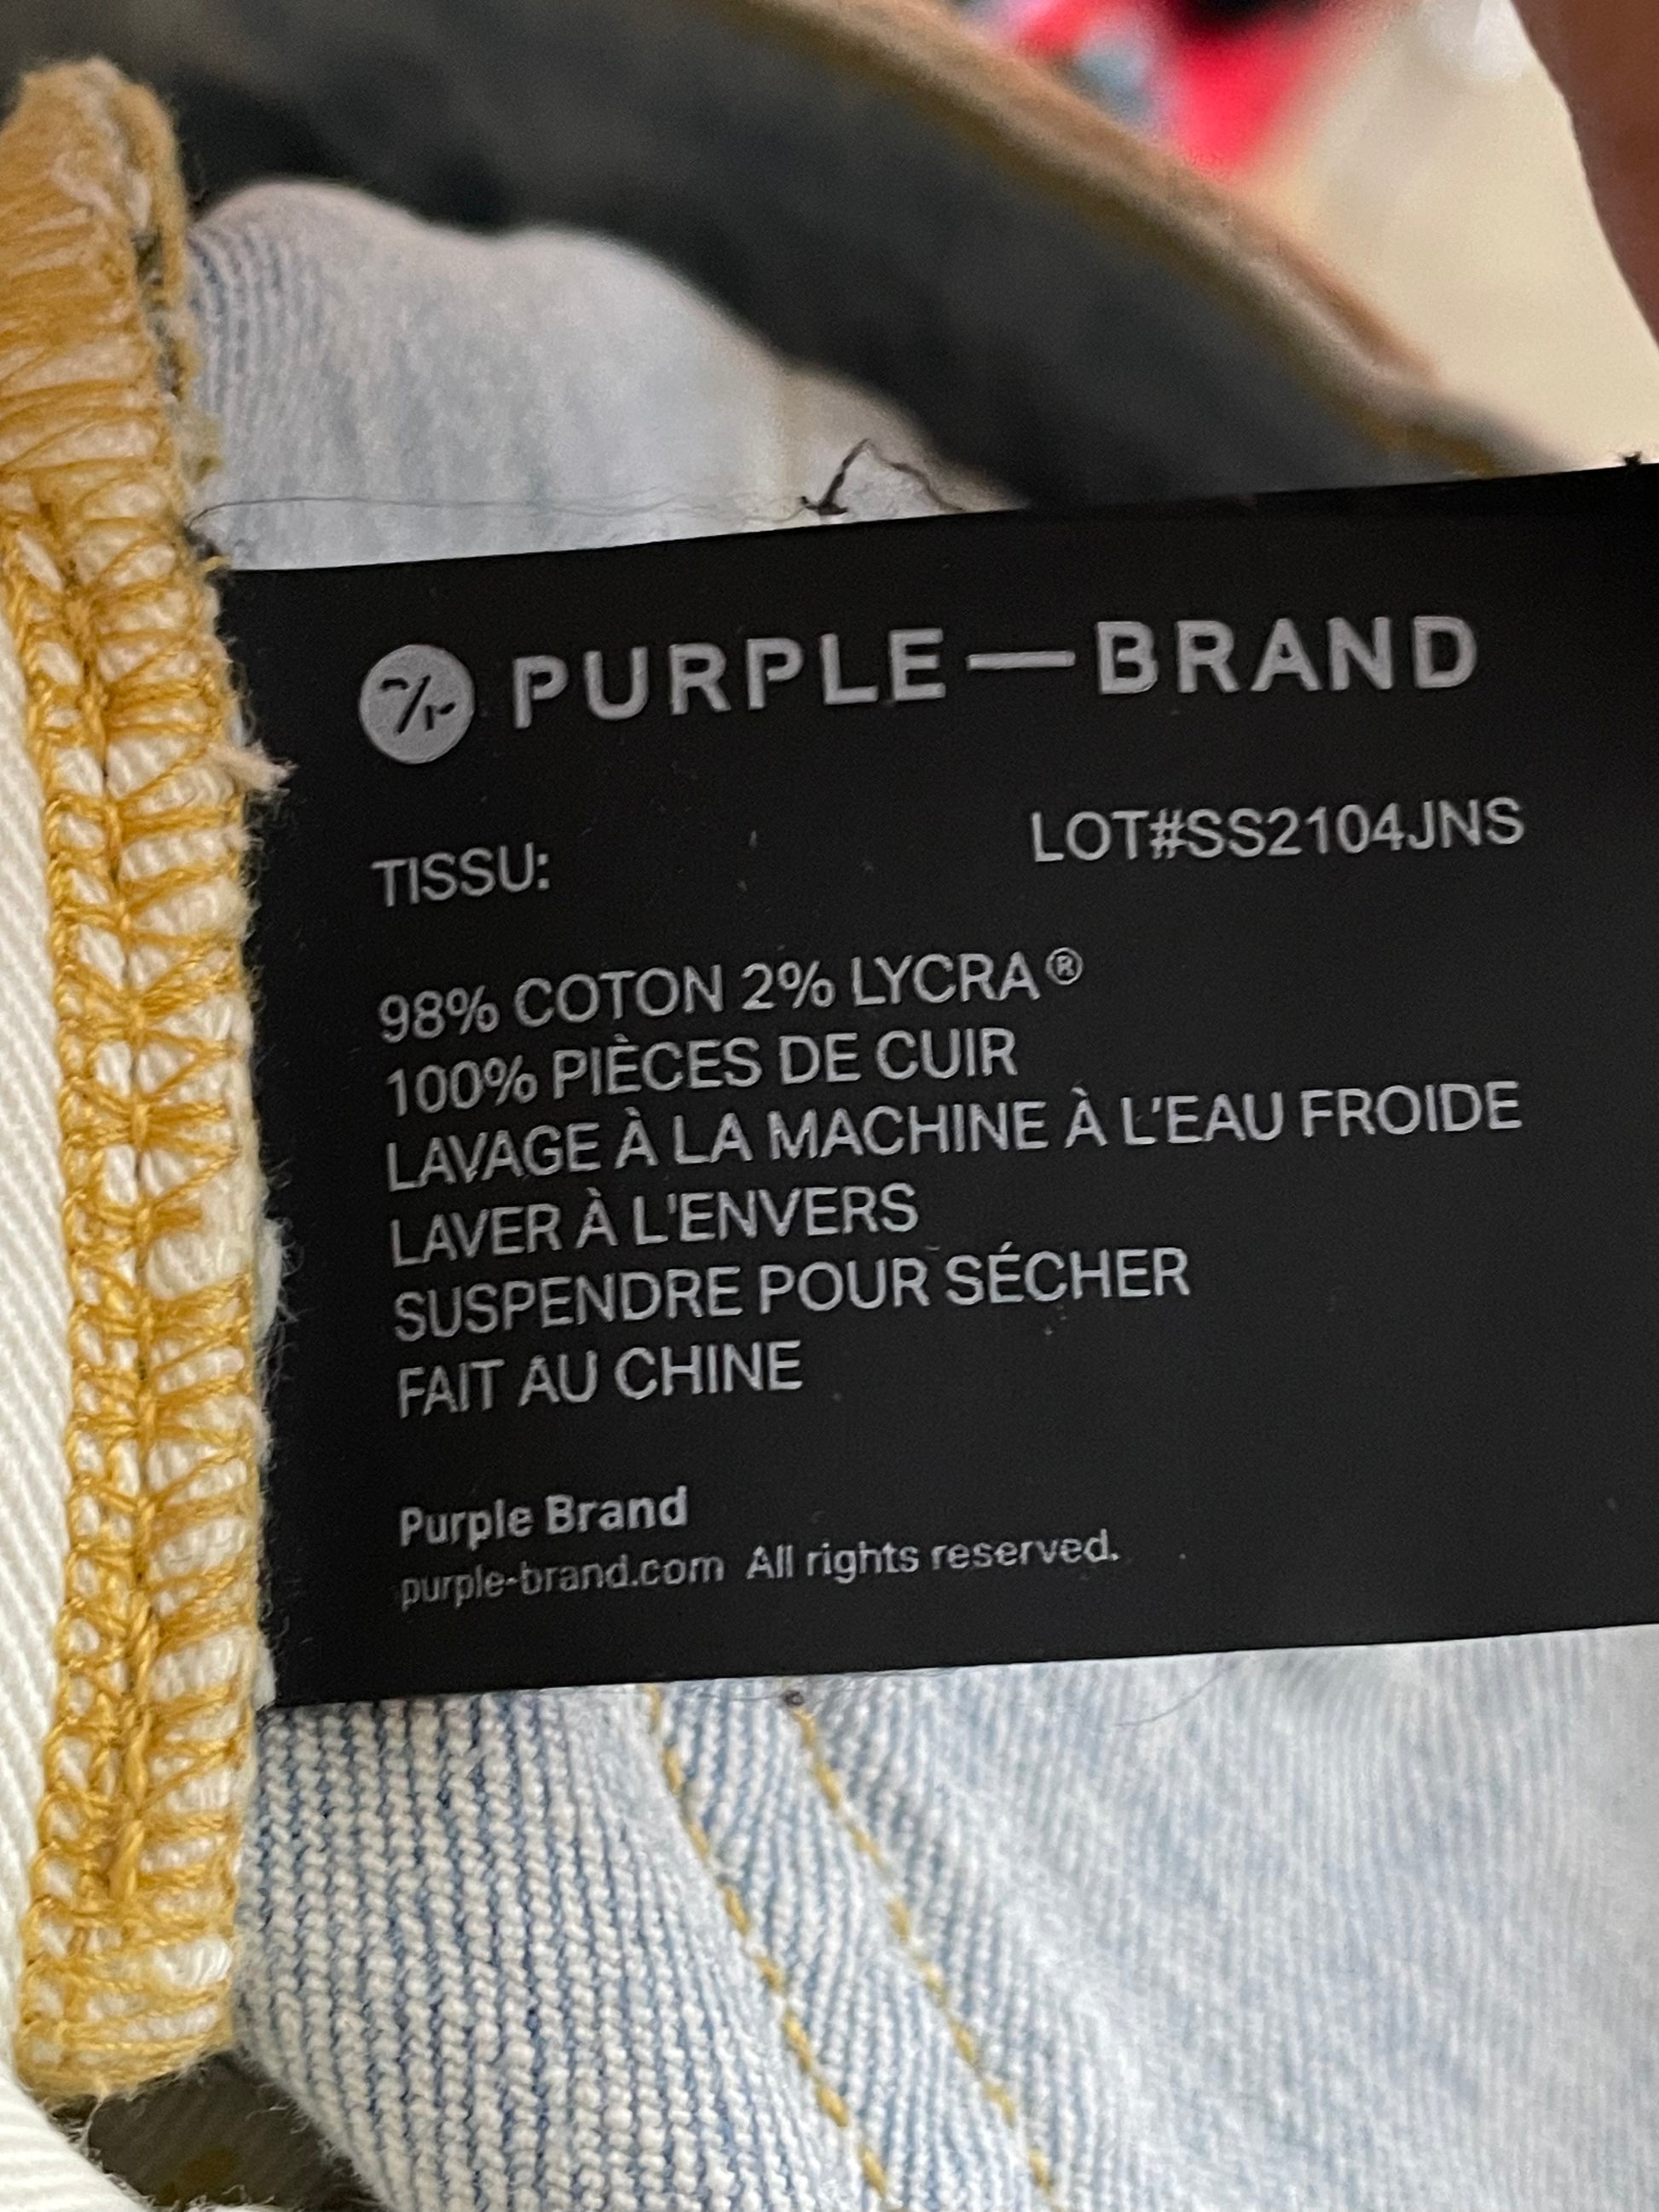 PURPLE—BRAND
TISSU: LOT#SS2104JNS
98% COTON 2% LYCRA®
100% PIÈCES DE CUIR
LAVAGE À LA MACHINE À L'EAU FROIDE
LAVER À L'ENVERS
SUSPENDRE POUR SÉCHER
FAIT AU CHINE
Purple Brand
purple-brand.com All rights reserved.